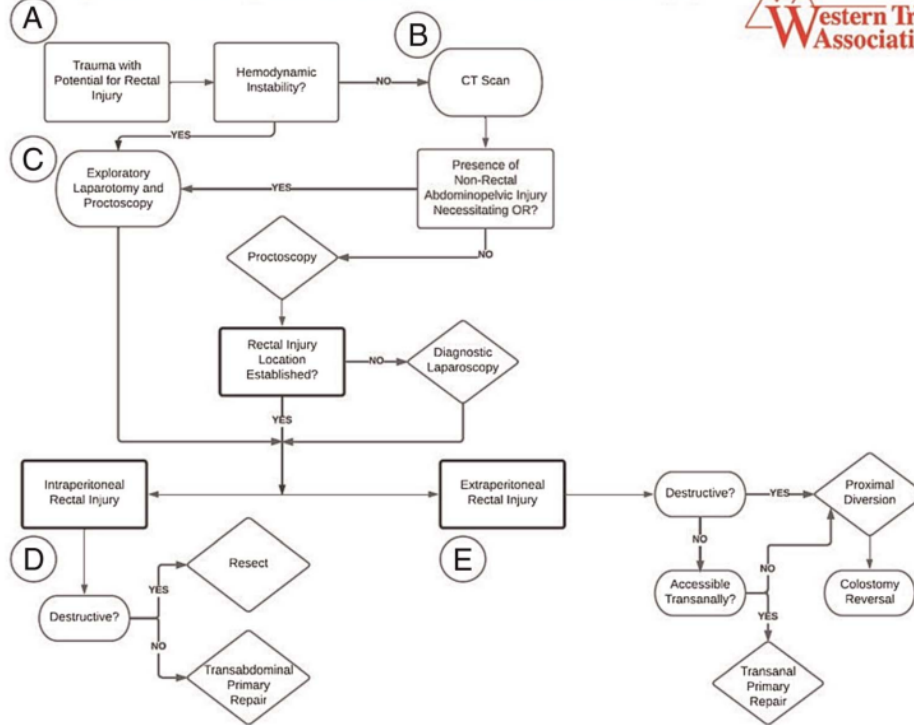 A
B
Western Tr
Associati
Trauma with
Potential for Rectal
Injury
Hemodynamic
Instability?
NO
CT Scan
YES
C
Exploratory
Laparotomy and
Proctoscopy
YES
Presence of
Non-Rectal
Abdominopelvic Injury
Necessitating OR?
NO
Proctoscopy
Rectal Injury
Location
Established?
NO
Diagnostic
Laparoscopy
YES
Intraperitoneal
Rectal Injury
Extraperitoneal
Rectal Injury
Destructive?
YES
Proximal
Diversion
D
E
Resect
NO
NO
YES
Accessible
Transanally?
Colostomy
Reversal
Destructive?
NO
YES
Transabdominal
Primary
Repair
Transanal
Primary
Repair